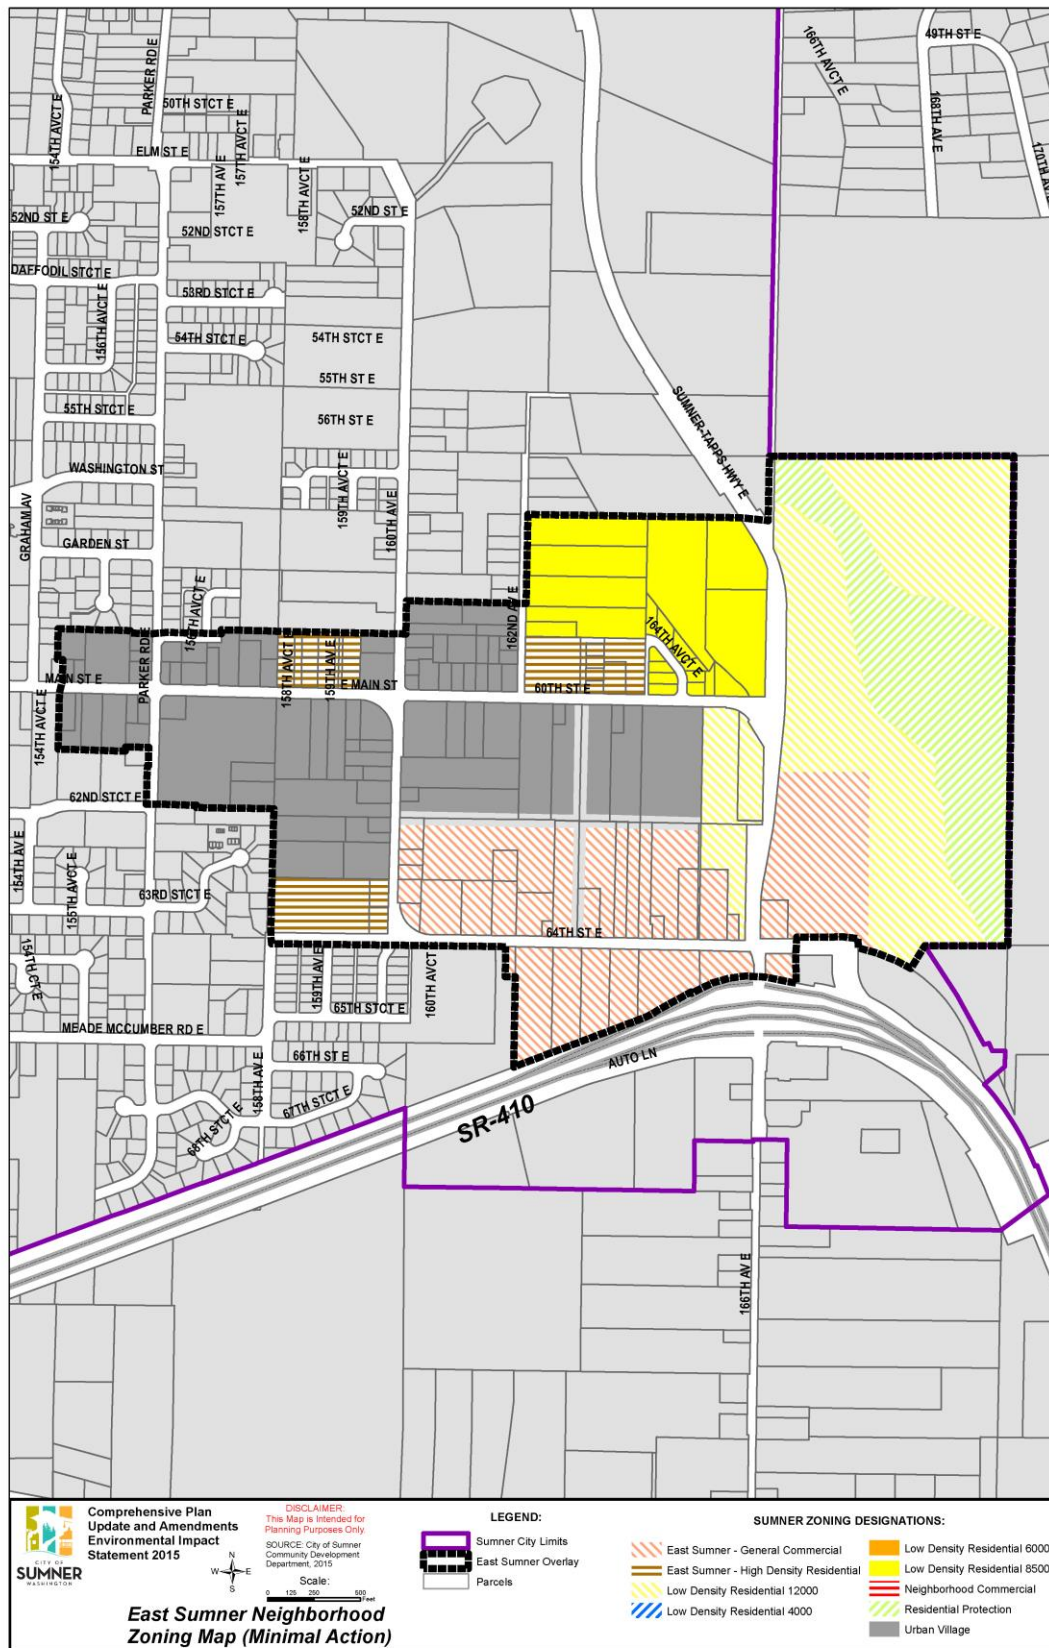 49TH ST E
166TH AVCT E
168TH AV E
170TH AV E
154TH AVCT E
PARKER RD E
50TH STCT E
157TH AVCT E
ELM ST E
157TH AV E
158TH AVCT E
52ND ST E
52ND ST E
52ND STCT E
DAFFODIL STCT E
53RD STCT E
156TH AVCT E
54TH STCT E
54TH STCT E
55TH ST E
56TH ST E
55TH STCT E
SUMNER-TAPPS HWY E
WASHINGTON ST
159TH AVCT E
160TH AV E
GRAHAM AV
GARDEN ST
156TH AVCT E
162ND AV E
164TH AVCT E
MAIN ST E
PARKER RD E
158TH AVCT E
159TH AV E
E MAIN ST
60TH ST E
154TH AVCT E
62ND STCT E
154TH AV E
155TH AVCT E
63RD STCT E
64TH ST E
154TH CT E
159TH AV E
160TH AVCT
65TH STCT E
MEADE MCCUMBER RD E
66TH ST E
158TH AV E
67TH STCT E
68TH STCT E
AUTO LN
SR-410
166TH AV E
CITY OF
SUMNER
WASHINGTON
Comprehensive Plan
Update and Amendments
Environmental Impact
Statement 2015
DISCLAIMER:
This Map is Intended for
Planning Purposes Only.
SOURCE: City of Sumner
Community Development
Department, 2015
N
W E
S
Scale:
0 125 250 500
Feet
East Sumner Neighborhood
Zoning Map (Minimal Action)
LEGEND:
Sumner City Limits
East Sumner Overlay
Parcels
SUMNER ZONING DESIGNATIONS:
East Sumner - General Commercial
East Sumner - High Density Residential
Low Density Residential 12000
Low Density Residential 4000
Low Density Residential 6000
Low Density Residential 8500
Neighborhood Commercial
Residential Protection
Urban Village